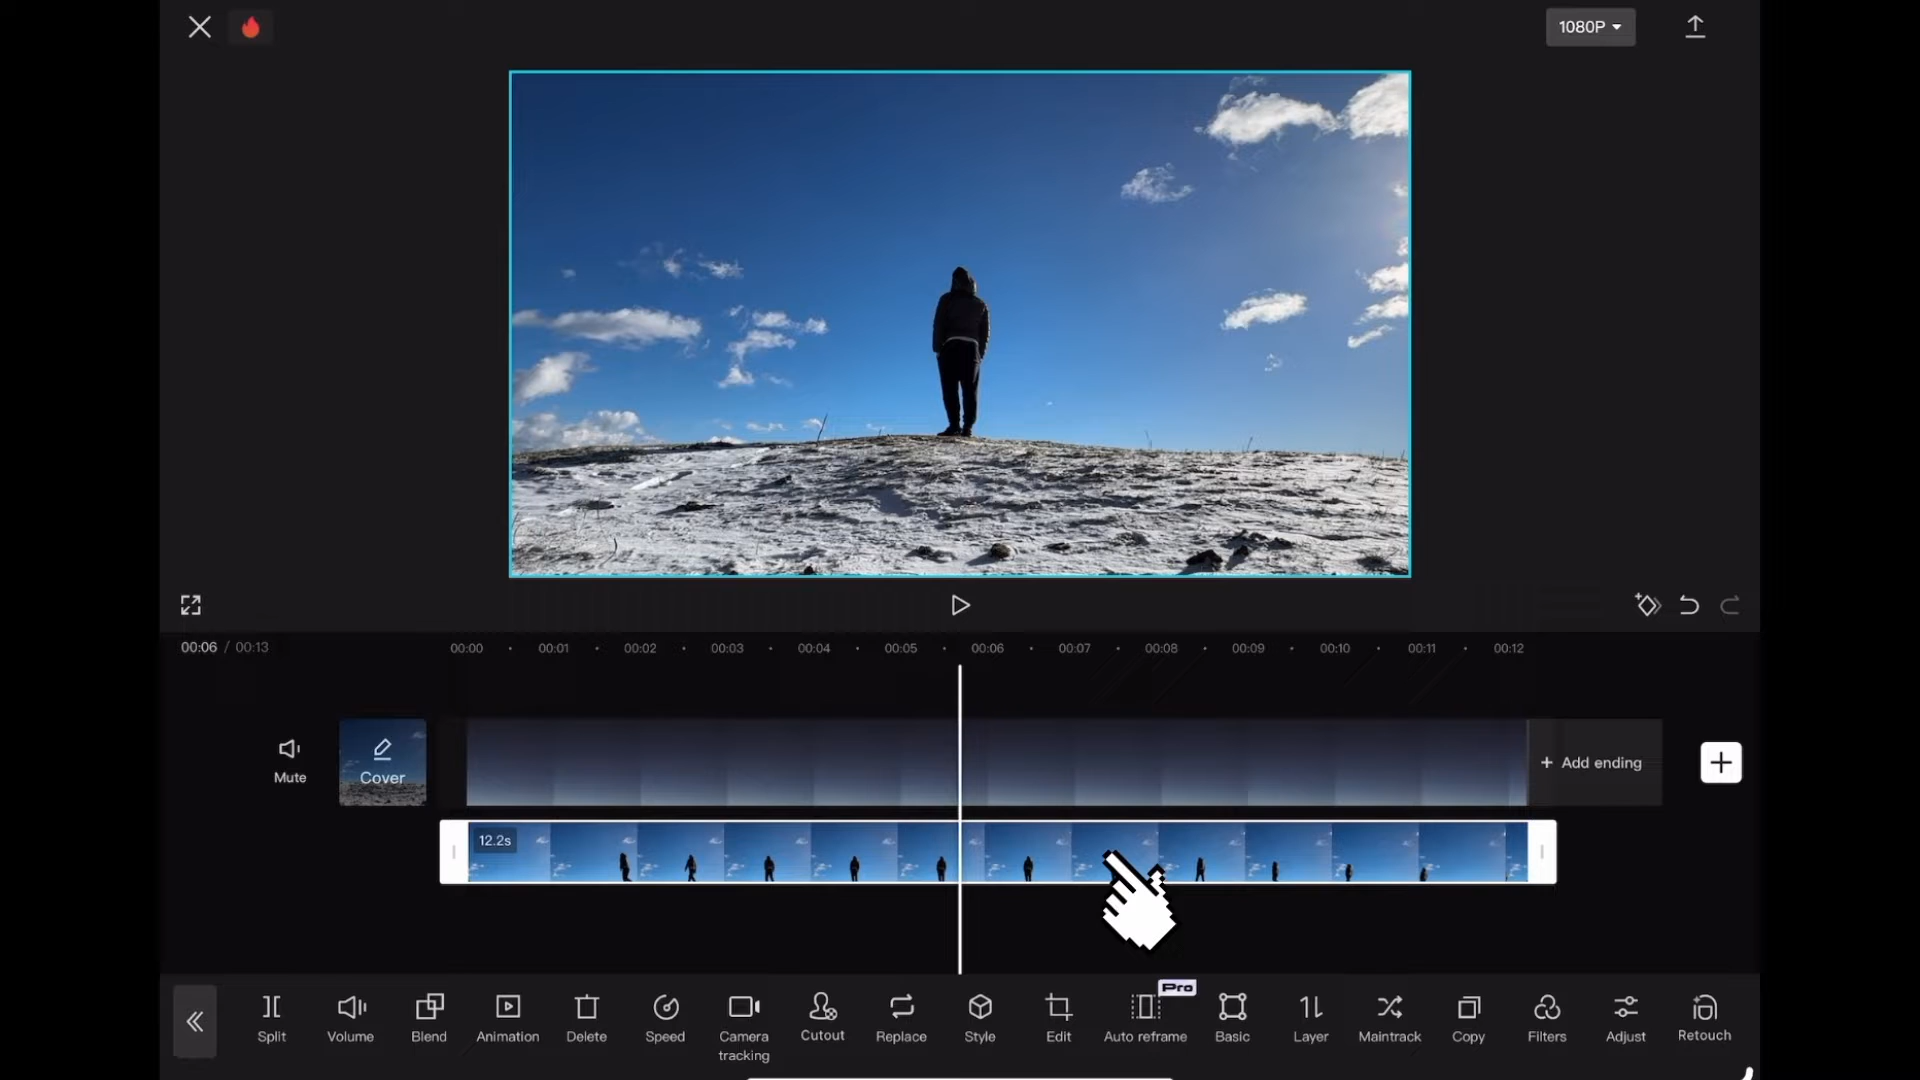 1080P
00:06 / 00:13
00:00 00:01 00:02 00:03 00:04 00:05 00:06 00:07 00:08 00:09 00:10 00:11 00:12
Mute
Cover
+ Add ending
12.2s
Pro
Split Volume Blend Animation Delete Speed Camera tracking Cutout Replace Style Edit Auto reframe Basic Layer Maintrack Copy Filters Adjust Retouch